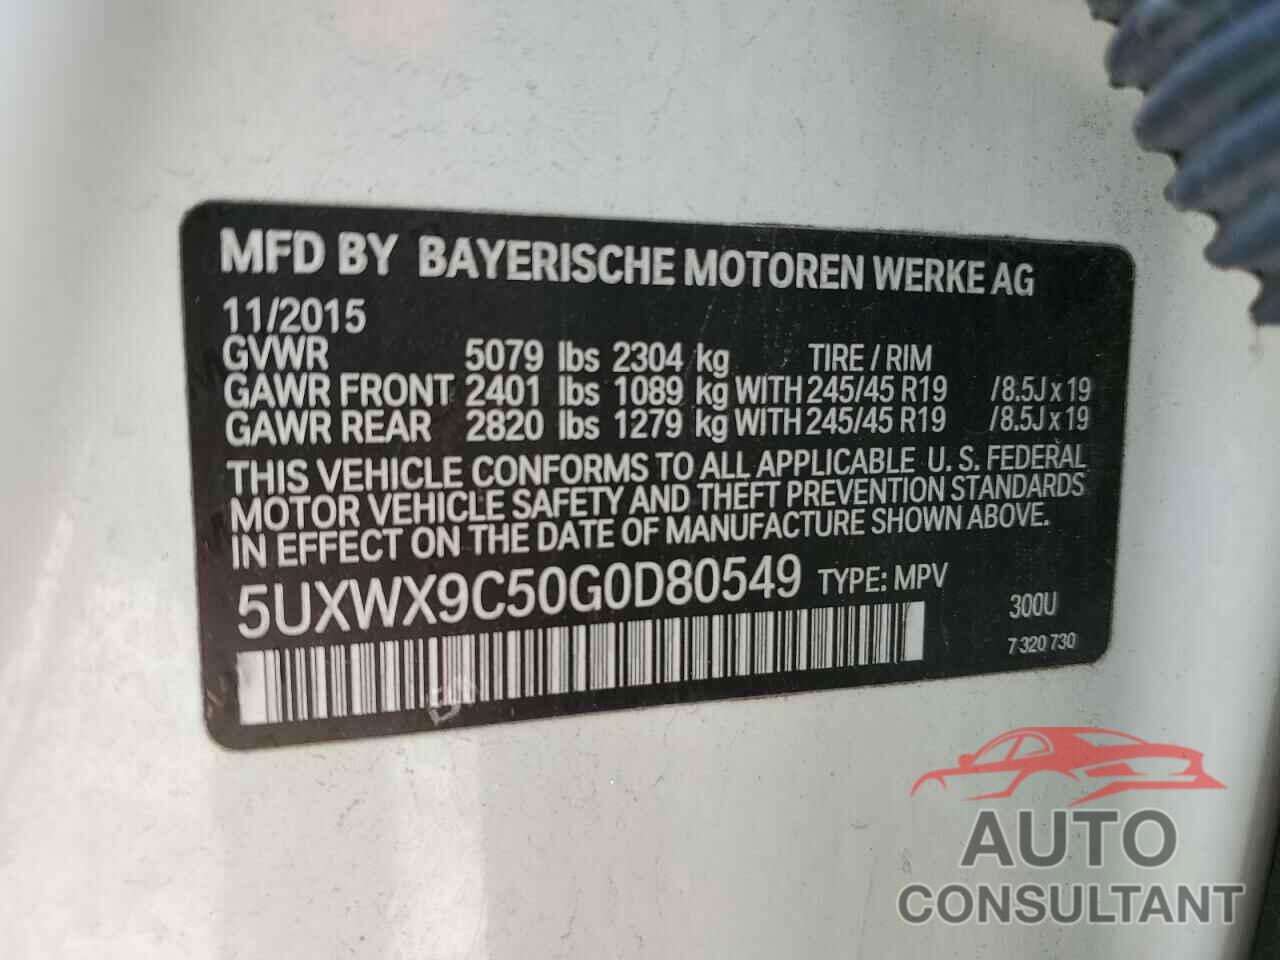 MFD BY BAYERISCHE MOTOREN WERKE AG
11/2015
GVWR 5079 lbs 2304 kg TIRE / RIM
GAWR FRONT 2401 lbs 1089 kg WITH 245/45 R19 /8.5J x 19
GAWR REAR 2820 lbs 1279 kg WITH 245/45 R19 /8.5J x 19
THIS VEHICLE CONFORMS TO ALL APPLICABLE U. S. FEDERAL
MOTOR VEHICLE SAFETY AND THEFT PREVENTION STANDARDS
IN EFFECT ON THE DATE OF MANUFACTURE SHOWN ABOVE.
5UXWX9C50G0D80549 TYPE: MPV
300U
7 320 730
AUTO
CONSULTANT